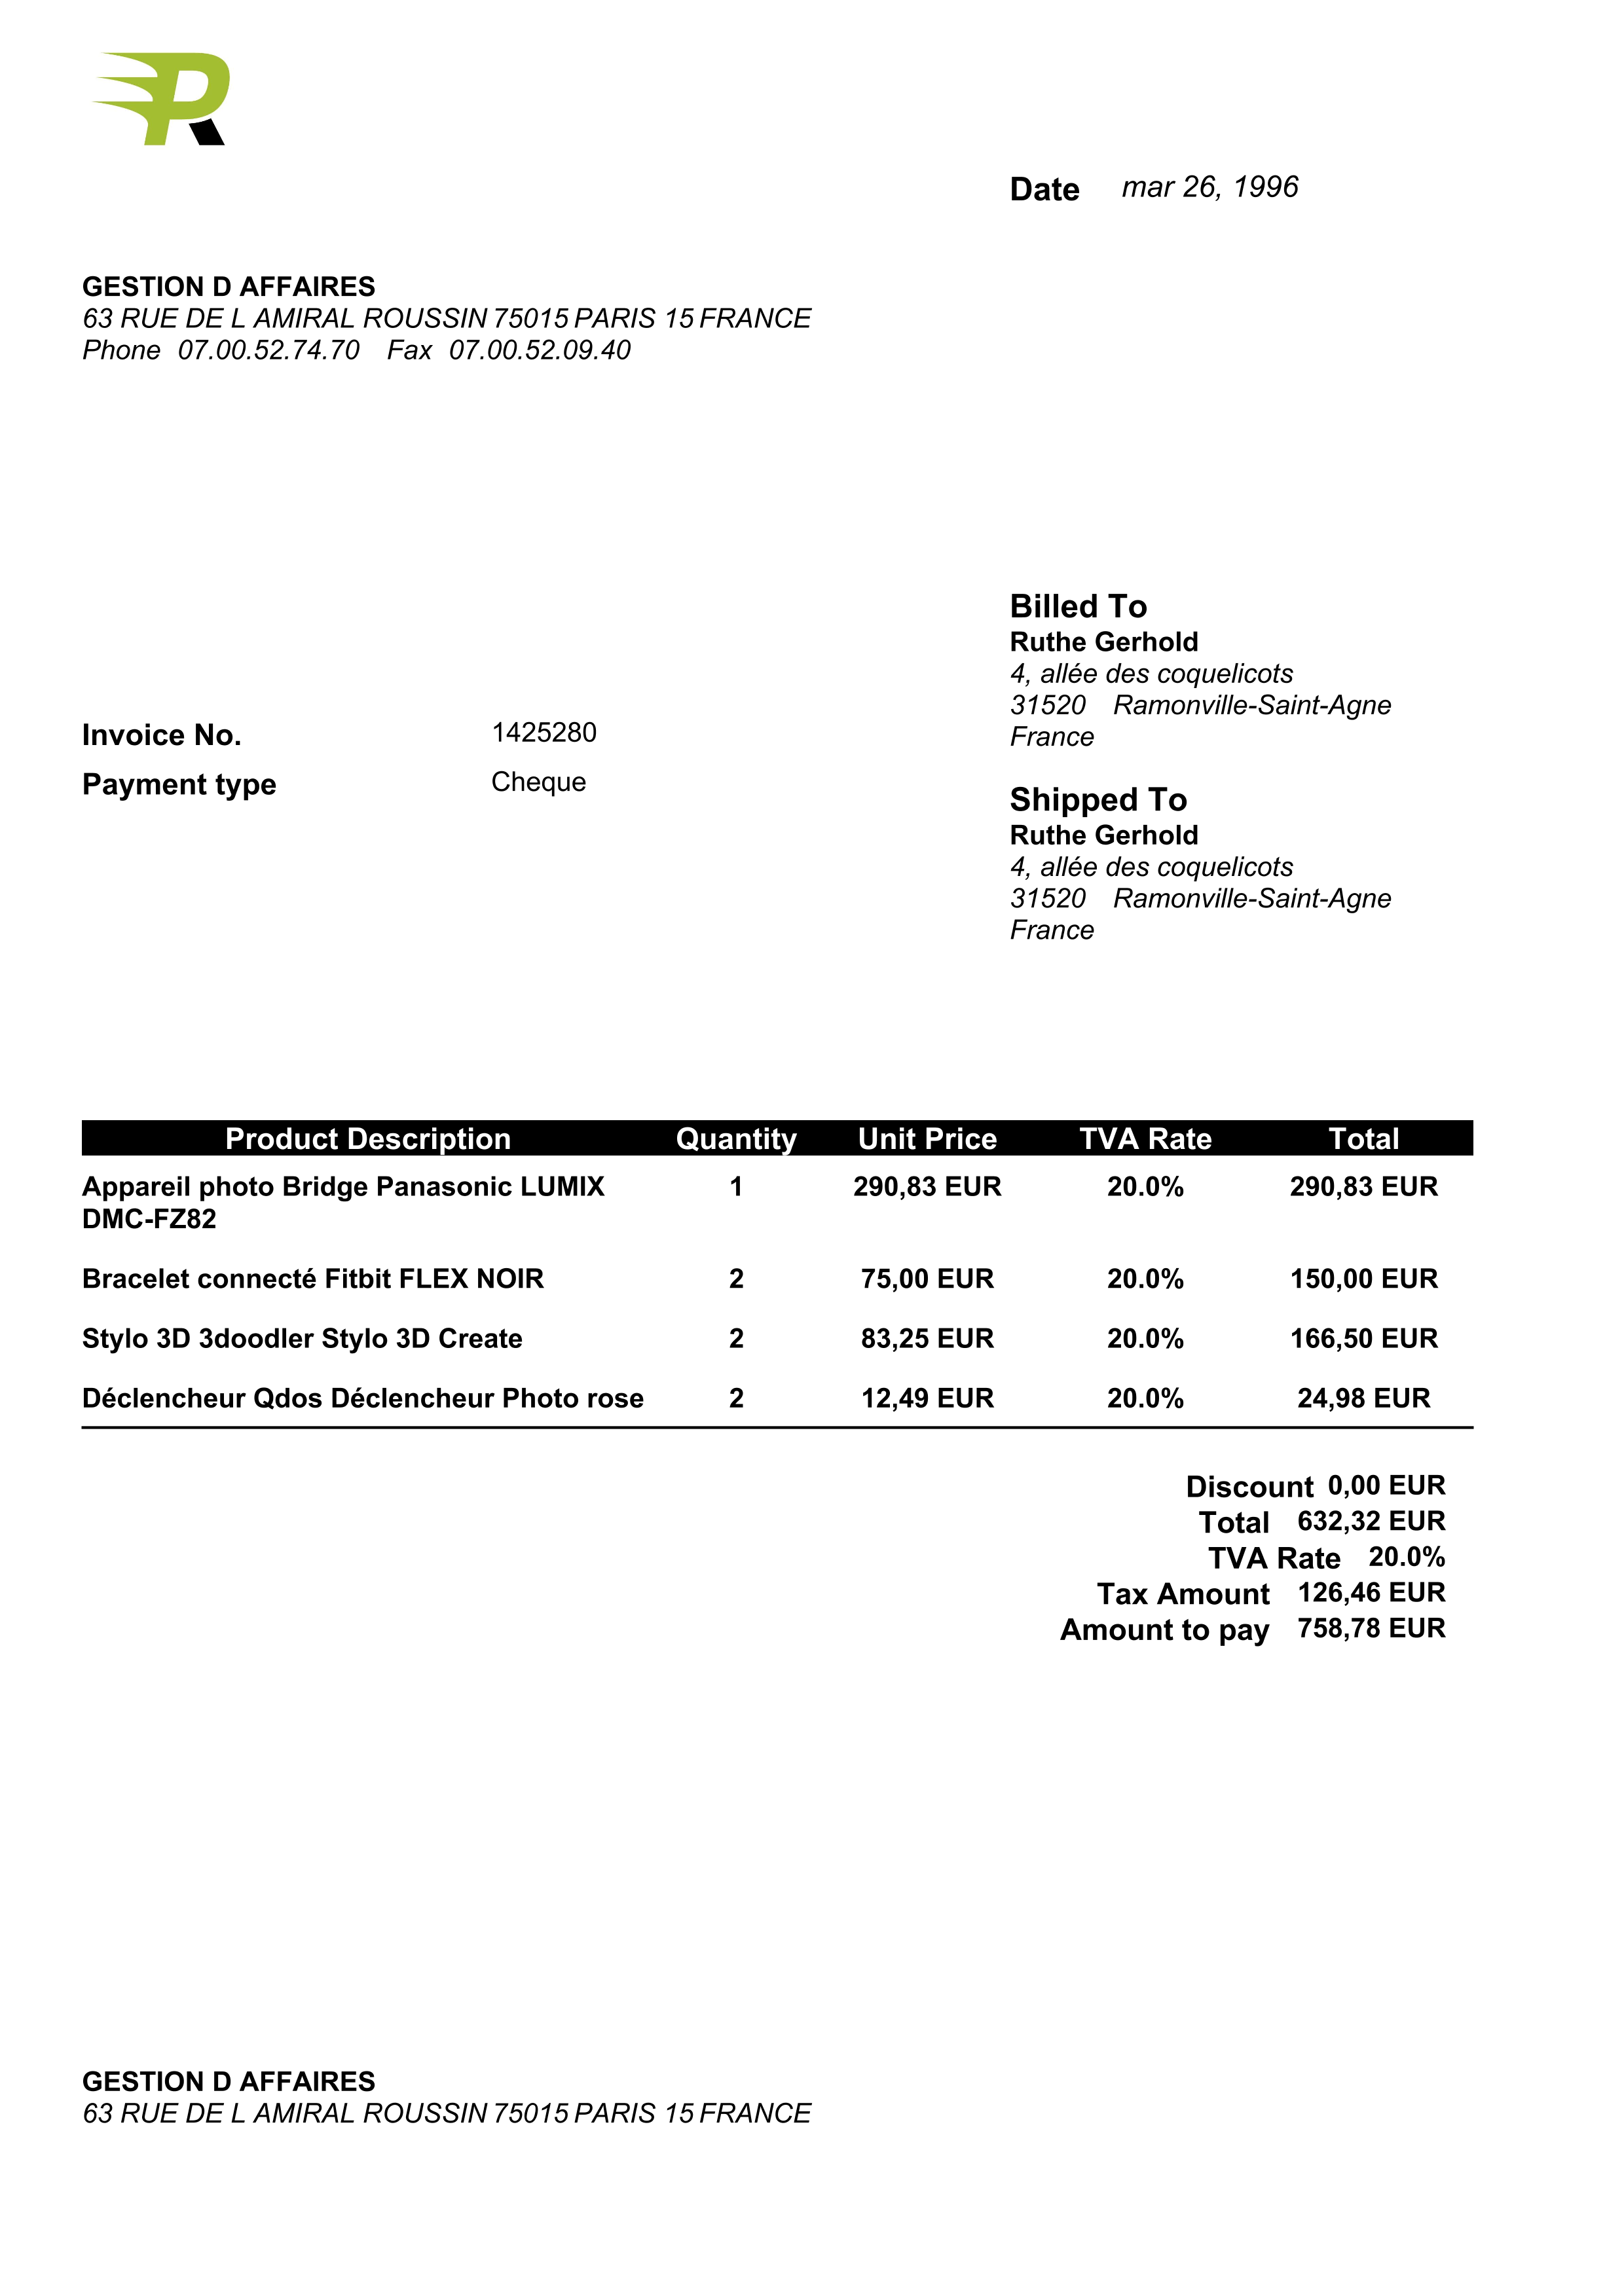 Date mar 26, 1996
GESTION D AFFAIRES
63 RUE DE L AMIRAL ROUSSIN 75015 PARIS 15 FRANCE
Phone 07.00.52.74.70 Fax 07.00.52.09.40
Billed To
Ruthe Gerhold
4, allée des coquelicots
31520 Ramonville-Saint-Agne
France
Invoice No. 1425280
Payment type Cheque
Shipped To
Ruthe Gerhold
4, allée des coquelicots
31520 Ramonville-Saint-Agne
France
Product Description Quantity Unit Price TVA Rate Total
Appareil photo Bridge Panasonic LUMIX 1 290,83 EUR 20.0% 290,83 EUR
DMC-FZ82
Bracelet connecté Fitbit FLEX NOIR 2 75,00 EUR 20.0% 150,00 EUR
Stylo 3D 3doodler Stylo 3D Create 2 83,25 EUR 20.0% 166,50 EUR
Déclencheur Qdos Déclencheur Photo rose 2 12,49 EUR 20.0% 24,98 EUR
Discount 0,00 EUR
Total 632,32 EUR
TVA Rate 20.0%
Tax Amount 126,46 EUR
Amount to pay 758,78 EUR
GESTION D AFFAIRES
63 RUE DE L AMIRAL ROUSSIN 75015 PARIS 15 FRANCE